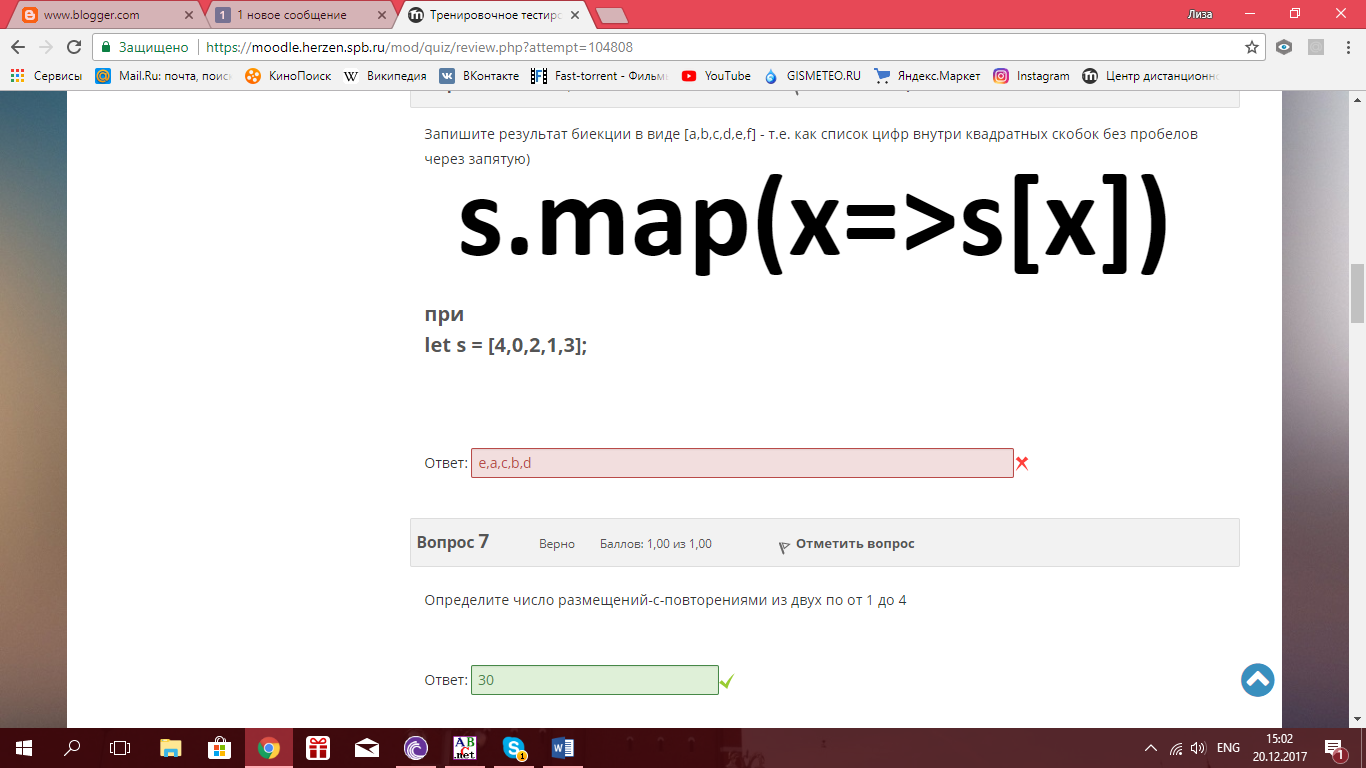 www.blogger.com
1 новое сообщение
Тренировочное тестиро
Лиза
Защищено
https://moodle.herzen.spb.ru/mod/quiz/review.php?attempt=104808
Сервисы
Mail.Ru: почта, поиск
КиноПоиск
Википедия
ВКонтакте
Fast-torrent - Фильмы
YouTube
GISMETEO.RU
Яндекс.Маркет
Instagram
Центр дистанционн
Запишите результат биекции в виде [a,b,c,d,e,f] - т.е. как список цифр внутри квадратных скобок без пробелов
через запятую)
s.map(x=>s[x])
при
let s = [4,0,2,1,3];
Ответ: e,a,c,b,d
Вопрос 7 Верно Баллов: 1,00 из 1,00 Отметить вопрос
Определите число размещений-с-повторениями из двух по от 1 до 4
Ответ: 30
ENG
15:02
20.12.2017